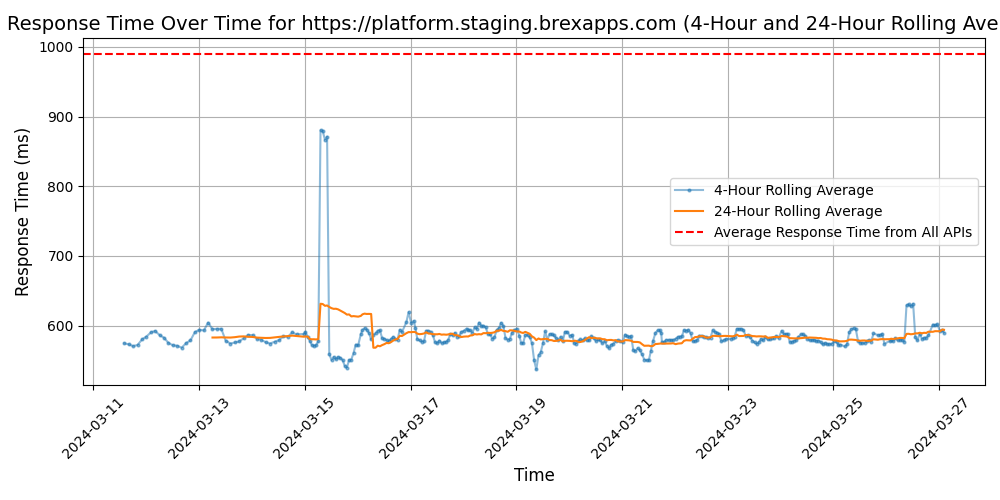 Response Time Over Time for https://platform.staging.brexapps.com (4-Hour and 24-Hour Rolling Ave
Response Time (ms)
1000
900
800
700
600
4-Hour Rolling Average
24-Hour Rolling Average
Average Response Time from All APIs
2024-03-11
2024-03-13
2024-03-15
2024-03-17
2024-03-19
2024-03-21
2024-03-23
2024-03-25
2024-03-27
Time